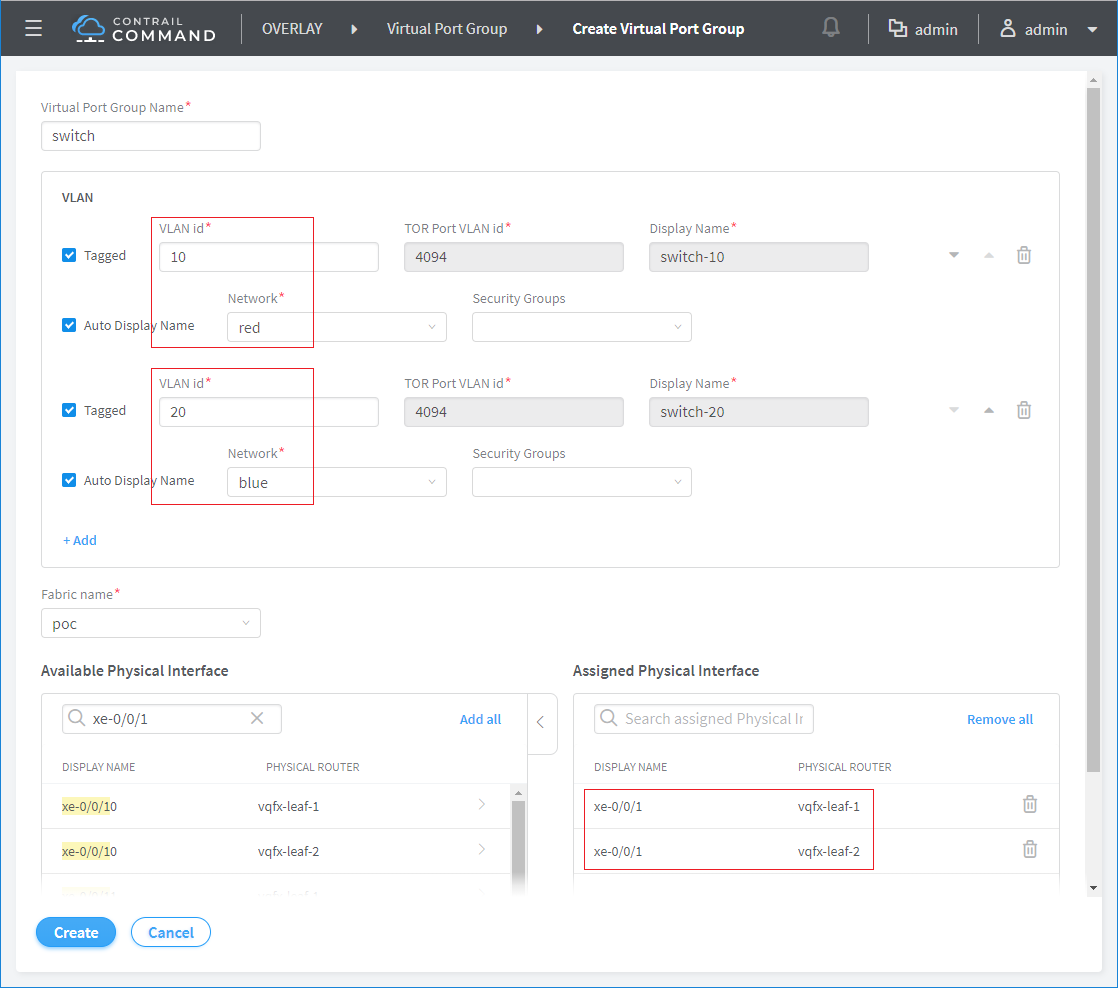 CONTRAIL
COMMAND
OVERLAY
Virtual Port Group
Create Virtual Port Group
admin
admin
Virtual Port Group Name*
switch
VLAN
VLAN id*
TOR Port VLAN id*
Display Name*
Tagged
10
4094
switch-10
Network*
Security Groups
Auto Display Name
red
VLAN id*
TOR Port VLAN id*
Display Name*
Tagged
20
4094
switch-20
Network*
Security Groups
Auto Display Name
blue
+ Add
Fabric name*
poc
Available Physical Interface
xe-0/0/1
Add all
DISPLAY NAME
PHYSICAL ROUTER
xe-0/0/10
vqfx-leaf-1
xe-0/0/10
vqfx-leaf-2
Assigned Physical Interface
Search assigned Physical Ir
Remove all
DISPLAY NAME
PHYSICAL ROUTER
xe-0/0/1
vqfx-leaf-1
xe-0/0/1
vqfx-leaf-2
Create
Cancel